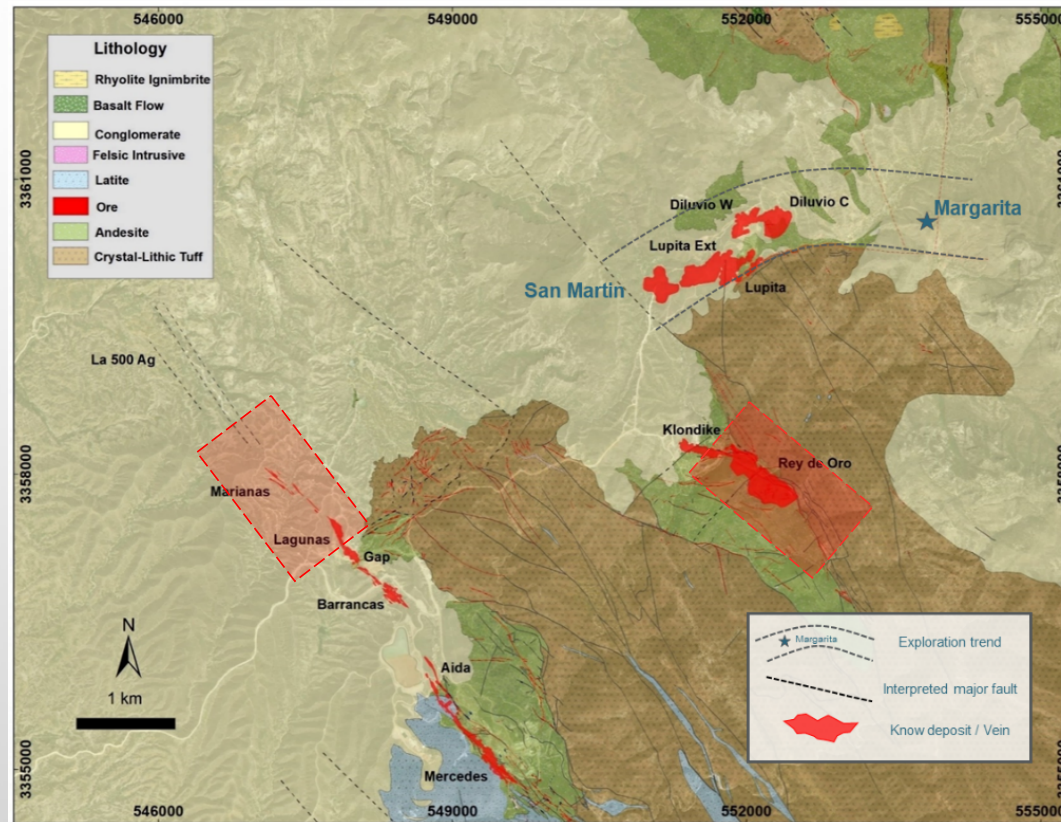 546000
549000
552000
555000
Lithology
Rhyolite Ignimbrite
Basalt Flow
Conglomerate
Felsic Intrusive
Latite
Ore
Andesite
Crystal-Lithic Tuff
3361000
3361000
Diluvio W
Diluvio C
Margarita
Lupita Ext
San Martin
Lupita
La 500 Ag
Klondike
Rey de Oro
3358000
3358000
Marianas
Lagunas
Gap
Barrancas
N
1 km
Aida
Mercedes
Margarita
Exploration trend
Interpreted major fault
Know deposit / Vein
3355000
3355000
546000
549000
552000
555000